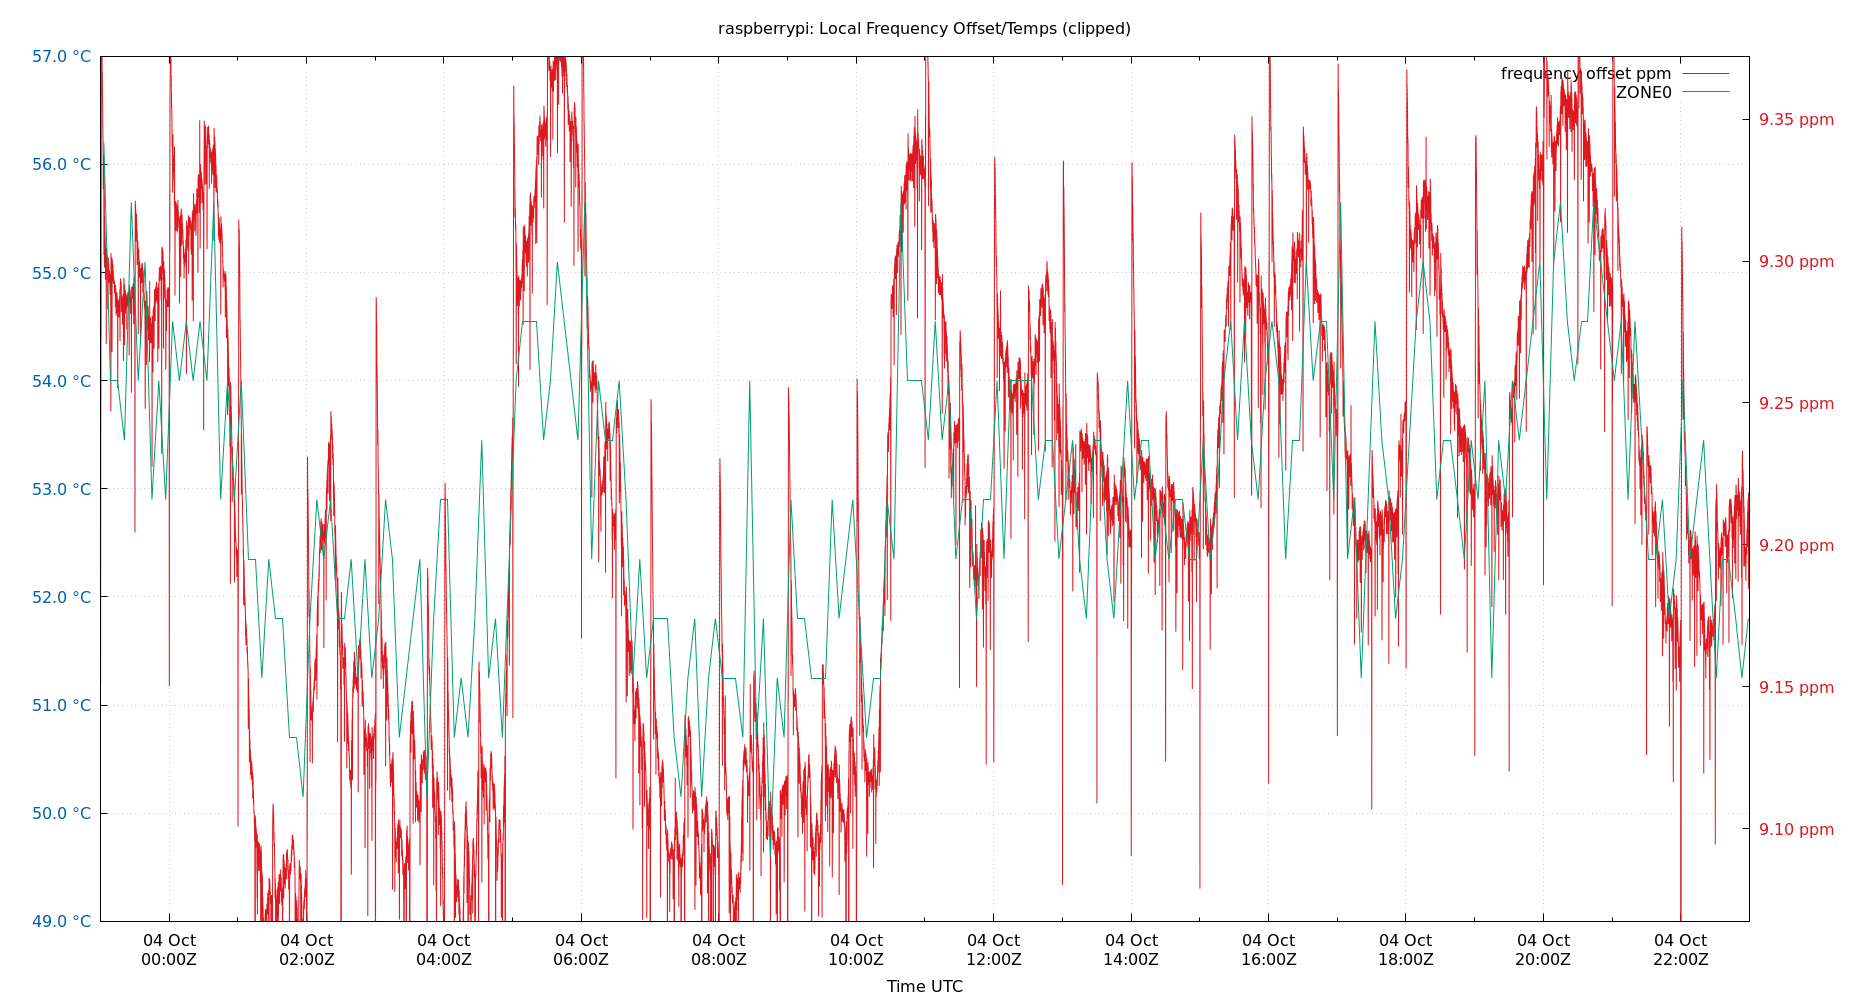 raspberrypi: Local Frequency Offset/Temps (clipped)
57.0 °C
56.0 °C
55.0 °C
54.0 °C
53.0 °C
52.0 °C
51.0 °C
50.0 °C
49.0 °C
frequency offset ppm
ZONE0
9.35 ppm
9.30 ppm
9.25 ppm
9.20 ppm
9.15 ppm
9.10 ppm
04 Oct 04 Oct 04 Oct 04 Oct 04 Oct 04 Oct 04 Oct 04 Oct 04 Oct 04 Oct 04 Oct 04 Oct
00:00Z 02:00Z 04:00Z 06:00Z 08:00Z 10:00Z 12:00Z 14:00Z 16:00Z 18:00Z 20:00Z 22:00Z
Time UTC